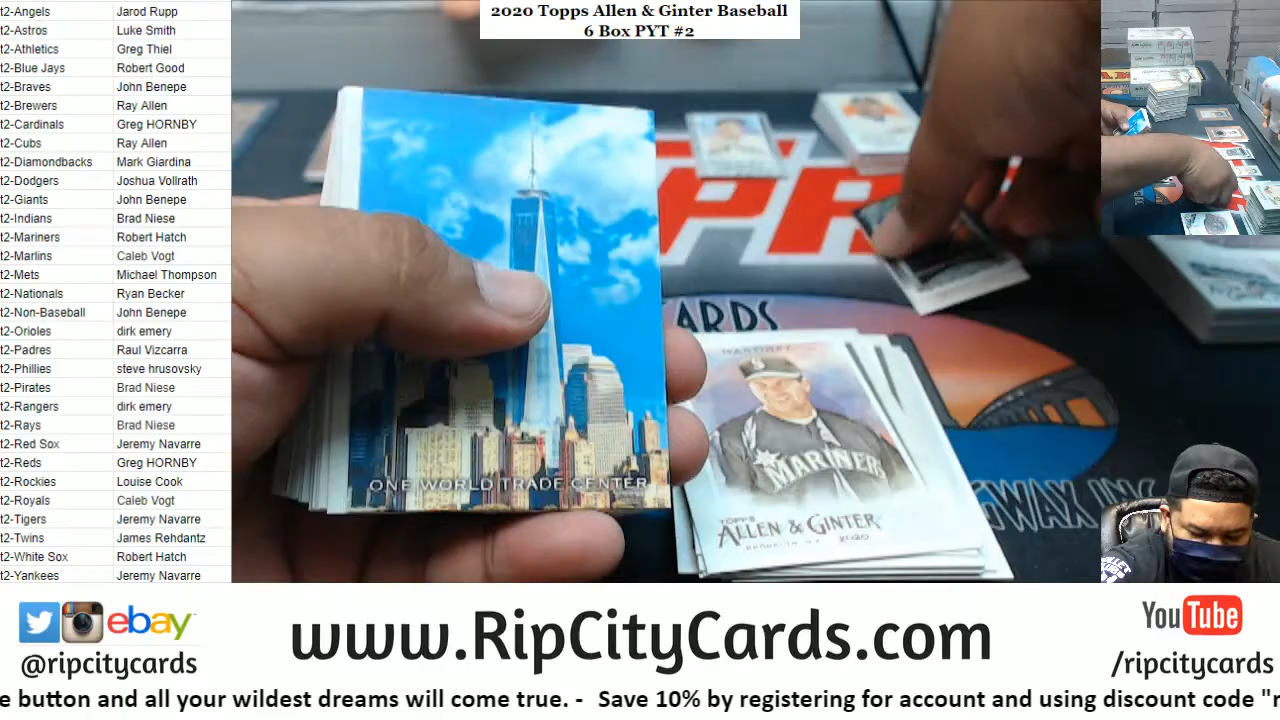 2020 Topps Allen & Ginter Baseball
6 Box PYT #2
t2-Angels Jarod Rupp
t2-Astros Luke Smith
t2-Athletics Greg Thiel
t2-Blue Jays Robert Good
t2-Braves John Benepe
t2-Brewers Ray Allen
t2-Cardinals Greg HORNBY
t2-Cubs Ray Allen
t2-Diamondbacks Mark Giardina
t2-Dodgers Joshua Vollrath
t2-Giants John Benepe
t2-Indians Brad Niese
t2-Mariners Robert Hatch
t2-Marlins Caleb Vogt
t2-Mets Michael Thompson
t2-Nationals Ryan Becker
t2-Non-Baseball John Benepe
t2-Orioles dirk emery
t2-Padres Raul Vizcarra
t2-Phillies steve hrusovsky
t2-Pirates Brad Niese
t2-Rangers dirk emery
t2-Rays Brad Niese
t2-Red Sox Jeremy Navarre
t2-Reds Greg HORNBY
t2-Rockies Louise Cook
t2-Royals Caleb Vogt
t2-Tigers Jeremy Navarre
t2-Twins James Rehdantz
t2-White Sox Robert Hatch
t2-Yankees Jeremy Navarre
ARDS
ONE WORLD TRADE CENTER
MARTINEZ
MARINERS
TOPPS
ALLEN & GINTER
BROOKLYN, N.Y. 2020
GWAX INC
ebay
@ripcitycards
www.RipCityCards.com
YouTube
/ripcitycards
e button and all your wildest dreams will come true. - Save 10% by registering for account and using discount code "r